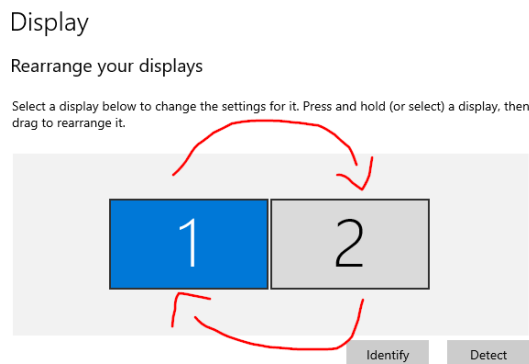 Display
Rearrange your displays
Select a display below to change the settings for it. Press and hold (or select) a display, then
drag to rearrange it.
1 2
Identify Detect